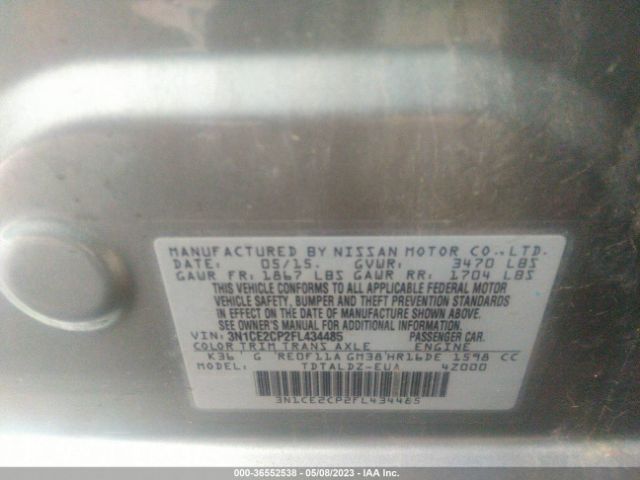 MANUFACTURED BY NISSAN MOTOR CO.,LTD.
DATE: 05/15. GVWR: 3470 LBS
GAWR FR: 1867 LBS GAWR RR: 1704 LBS
THIS VEHICLE CONFORMS TO ALL APPLICABLE FEDERAL MOTOR
VEHICLE SAFETY, BUMPER AND THEFT PREVENTION STANDARDS
IN EFFECT ON THE DATE OF MANUFACTURE SHOWN ABOVE.
SEE OWNER'S MANUAL FOR ADDITIONAL INFORMATION.
VIN: 3N1CE2CP2FL434485 PASSENGER CAR.
COLOR TRIM TRANS AXLE ENGINE
K36 G RE0F11A GM38 HR16DE 1598 CC
MODEL: TDTALDZ-EUA 4Z000
3N1CE2CP2FL434485
000-36552538 - 05/08/2023 - IAA Inc.